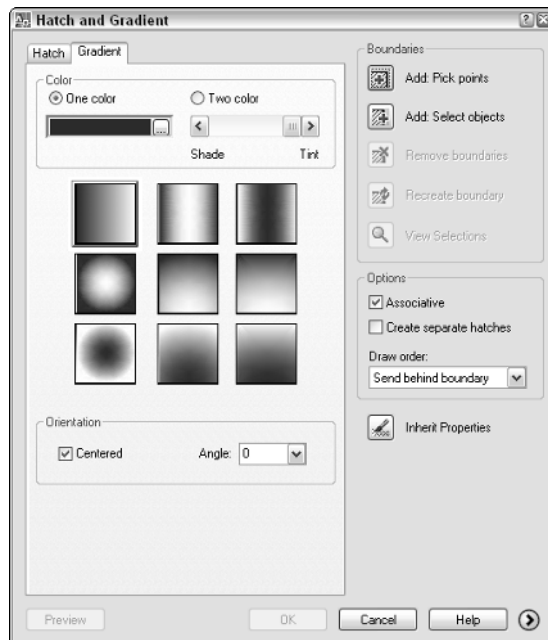 Hatch and Gradient
Hatch
Gradient
Color
One color
Two color
...
Shade
Tint
Orientation
Centered
Angle: 0
Boundaries
Add: Pick points
Add: Select objects
Remove boundaries
Recreate boundary
View Selections
Options
Associative
Create separate hatches
Draw order:
Send behind boundary
Inherit Properties
Preview
OK
Cancel
Help